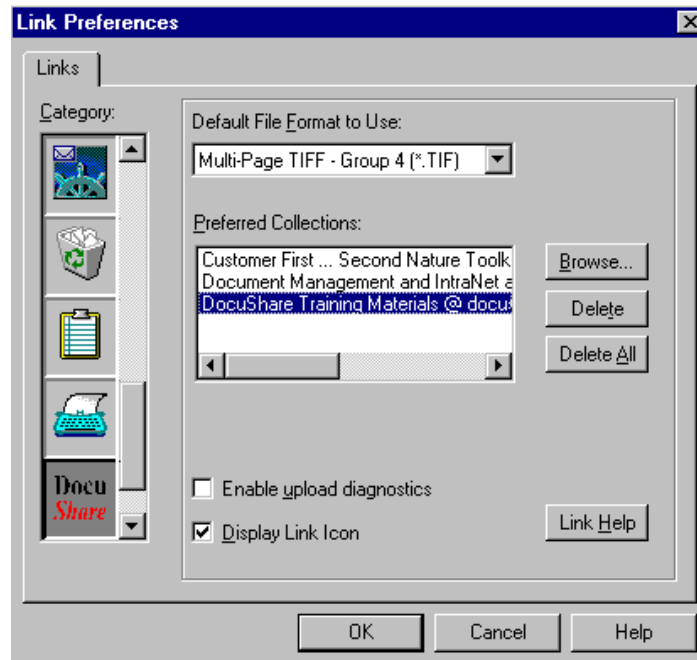 Link Preferences
Links
Category:
Default File Format to Use:
Multi-Page TIFF - Group 4 (*.TIF)
Preferred Collections:
Customer First ... Second Nature Toolk
Document Management and IntraNet a
DocuShare Training Materials @ docus
Browse...
Delete
Delete All
Docu
Share
Enable upload diagnostics
Display Link Icon
Link Help
OK
Cancel
Help